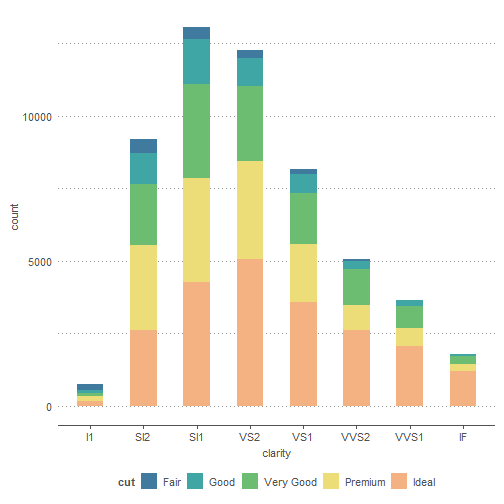 10000
5000
0
count
I1 SI2 SI1 VS2 VS1 VVS2 VVS1 IF
clarity
cut Fair Good Very Good Premium Ideal